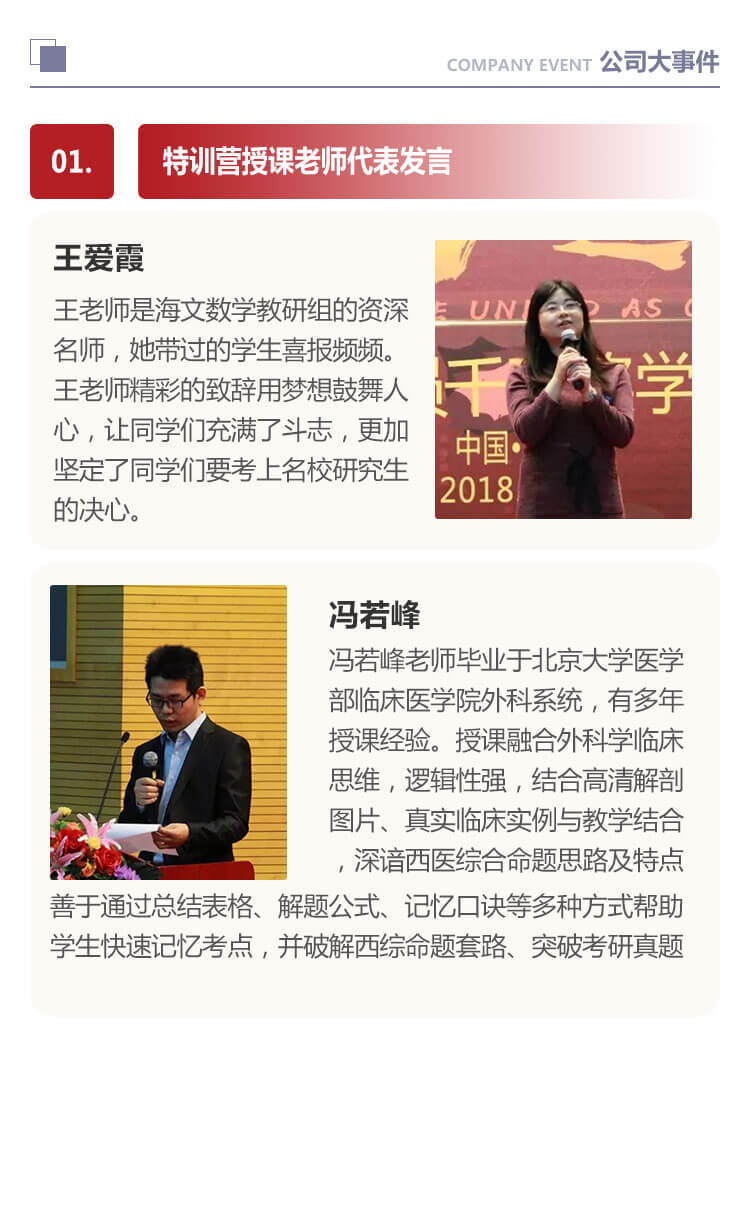 COMPANY EVENT 公司大事件
01.
特训营授课老师代表发言
王爱霞
王老师是海文数学教研组的资深
名师，她带过的学生喜报频频。
王老师精彩的致辞用梦想鼓舞人
心，让同学们充满了斗志，更加
坚定了同学们要考上名校研究生
的决心。
AS
千
学
中国·
2018
冯若峰
冯若峰老师毕业于北京大学医学
部临床医学院外科系统，有多年
授课经验。授课融合外科学临床
思维，逻辑性强，结合高清解剖
图片、真实临床实例与教学结合
，深谙西医综合命题思路及特点
善于通过总结表格、解题公式、记忆口诀等多种方式帮助
学生快速记忆考点，并破解西综命题套路、突破考研真题